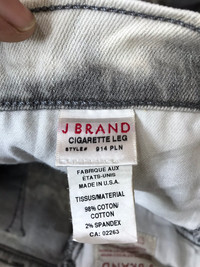 J BRAND
CIGARETTE LEG
STYLE# 914 PLN
FABRIQUE AUX
ÉTATS-UNIS
MADE IN U.S.A.
TISSUS/MATERIAL
98% COTON/
COTTON
2% SPANDEX
CA: 02263